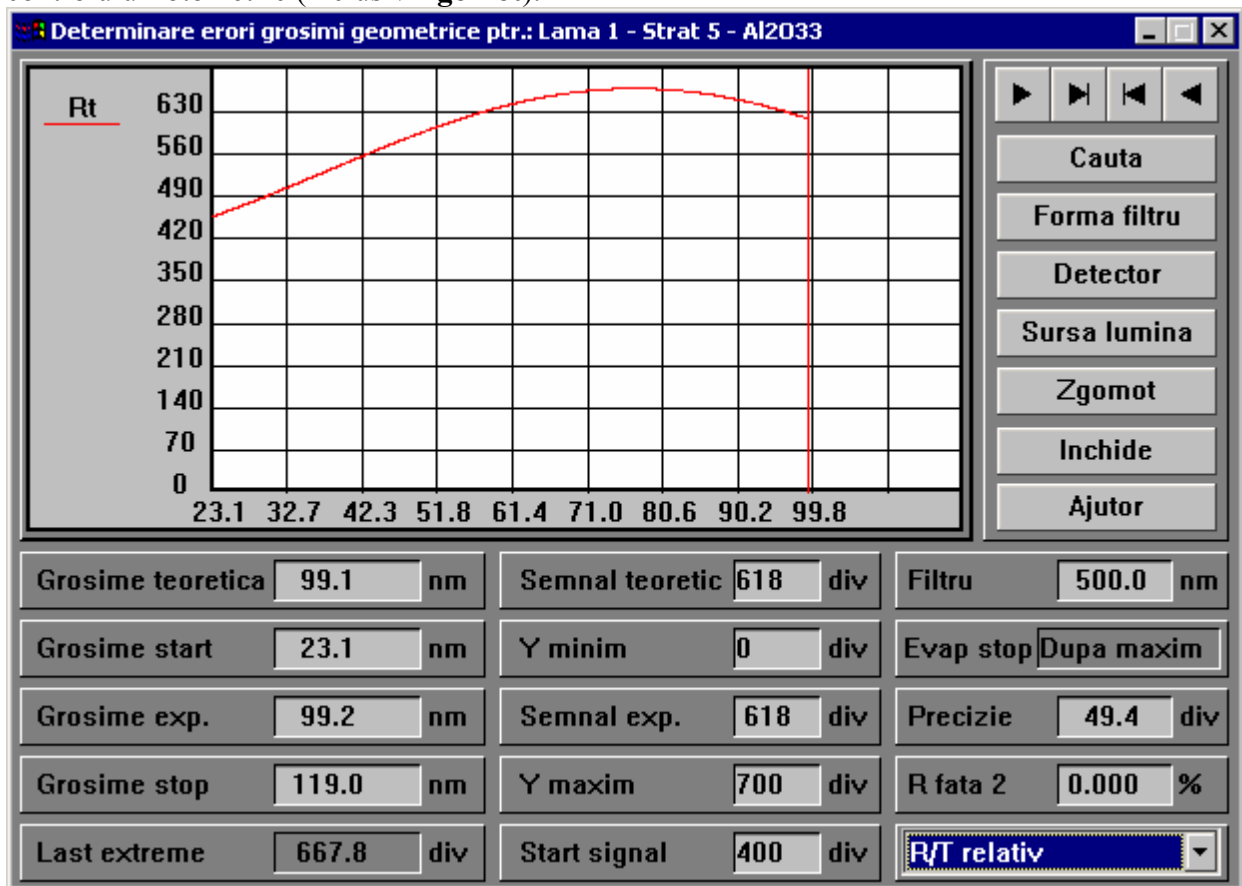 Determinare erori grosimi geometrice ptr.: Lama 1 - Strat 5 - Al2O33
Rt
630
560
490
420
350
280
210
140
70
0
23.1 32.7 42.3 51.8 61.4 71.0 80.6 90.2 99.8
Cauta
Forma filtru
Detector
Sursa lumina
Zgomot
Inchide
Ajutor
Grosime teoretica 99.1 nm
Semnal teoretic 618 div
Filtru 500.0 nm
Grosime start 23.1 nm
Y minim 0 div
Evap stop Dupa maxim
Grosime exp. 99.2 nm
Semnal exp. 618 div
Precizie 49.4 div
Grosime stop 119.0 nm
Y maxim 700 div
R fata 2 0.000 %
Last extreme 667.8 div
Start signal 400 div
R/T relativ